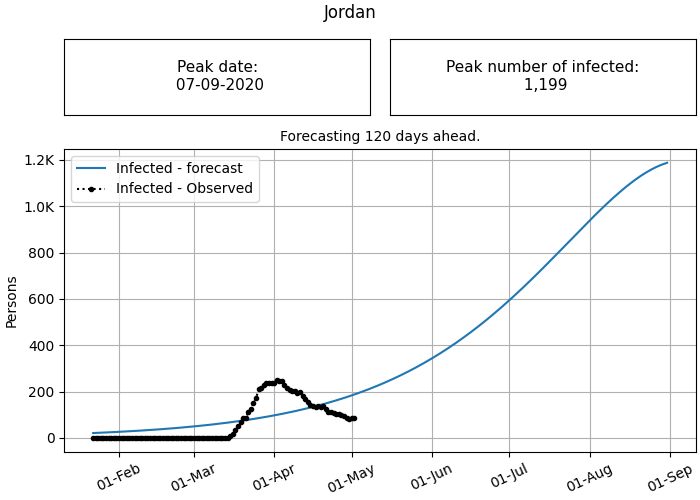 Jordan
Peak date:
07-09-2020
Peak number of infected:
1,199
Forecasting 120 days ahead.
Infected - forecast
Infected - Observed
Persons
1.2K
1.0K
800
600
400
200
0
01-Feb
01-Mar
01-Apr
01-May
01-Jun
01-Jul
01-Aug
01-Sep